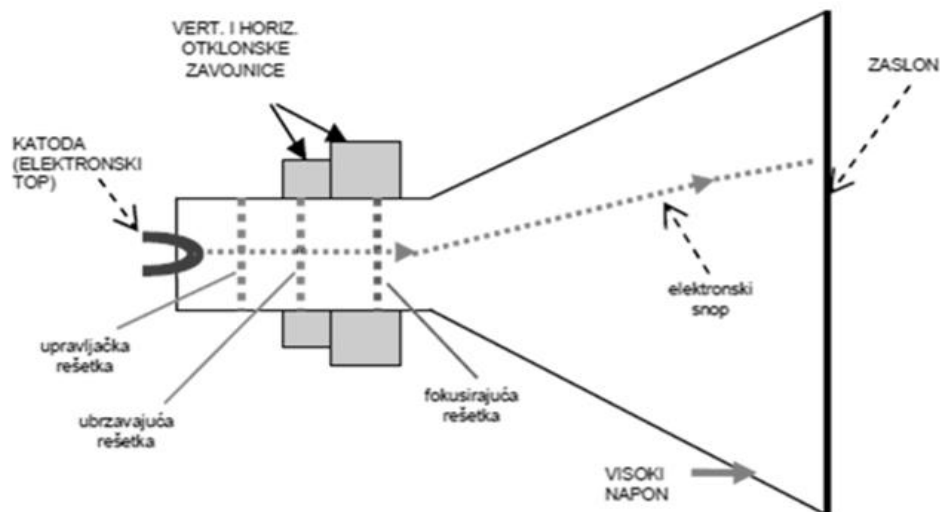 VERT. I HORIZ.
OTKLONSKE
ZAVOJNICE
ZASLON
KATODA
(ELEKTRONSKI
TOP)
elektronski
snop
upravljačka
rešetka
ubrzavajuća
rešetka
fokusirajuća
rešetka
VISOKI
NAPON